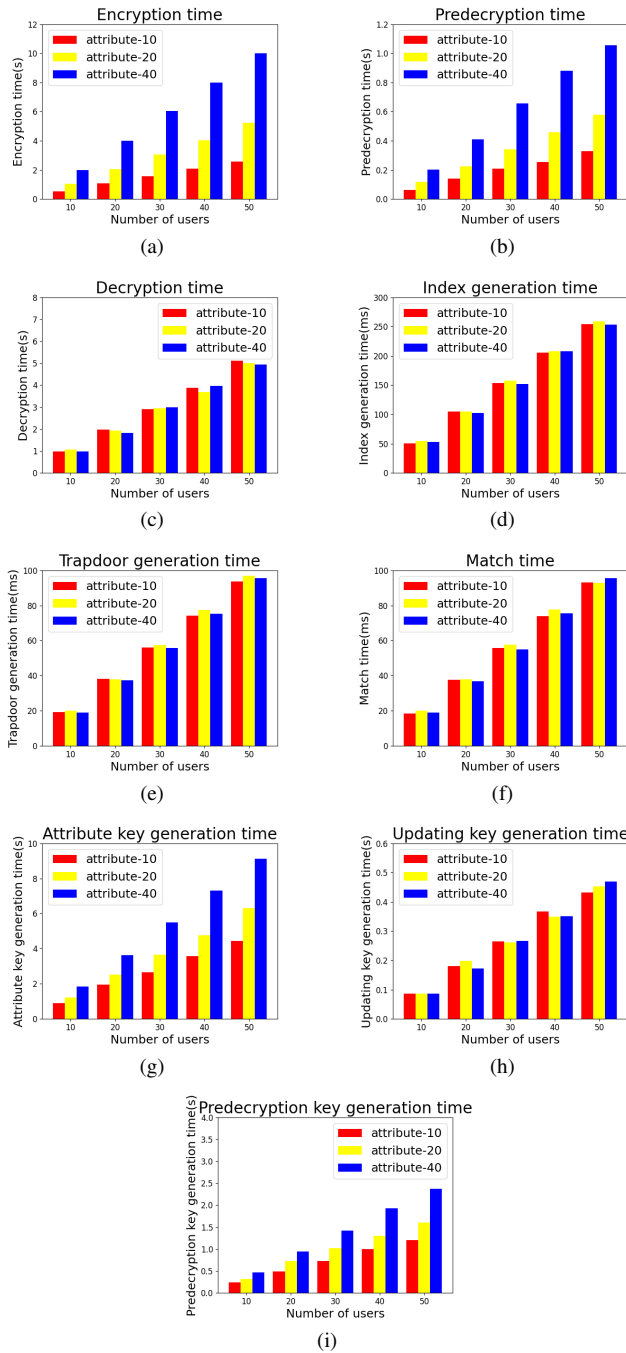 Encryption time
12
10
8
6
4
2
0
Encryption time(s)
attribute-10
attribute-20
attribute-40
10 20 30 40 50
Number of users
(a)
Predecryption time
1.2
1.0
0.8
0.6
0.4
0.2
0.0
Predecryption time(s)
attribute-10
attribute-20
attribute-40
10 20 30 40 50
Number of users
(b)
Decryption time
8
7
6
5
4
3
2
1
0
Decryption time(s)
attribute-10
attribute-20
attribute-40
10 20 30 40 50
Number of users
(c)
Index generation time
300
250
200
150
100
50
0
Index generation time(ms)
attribute-10
attribute-20
attribute-40
10 20 30 40 50
Number of users
(d)
Trapdoor generation time
100
80
60
40
20
0
Trapdoor generation time(ms)
attribute-10
attribute-20
attribute-40
10 20 30 40 50
Number of users
(e)
Match time
100
80
60
40
20
0
Match time(ms)
attribute-10
attribute-20
attribute-40
10 20 30 40 50
Number of users
(f)
Attribute key generation time
10
8
6
4
2
0
Attribute key generation time(s)
attribute-10
attribute-20
attribute-40
10 20 30 40 50
Number of users
(g)
Updating key generation time
0.6
0.5
0.4
0.3
0.2
0.1
0.0
Updating key generation time(s)
attribute-10
attribute-20
attribute-40
10 20 30 40 50
Number of users
(h)
Predecryption key generation time
4.0
3.5
3.0
2.5
2.0
1.5
1.0
0.5
0.0
Predecryption key generation time(s)
attribute-10
attribute-20
attribute-40
10 20 30 40 50
Number of users
(i)